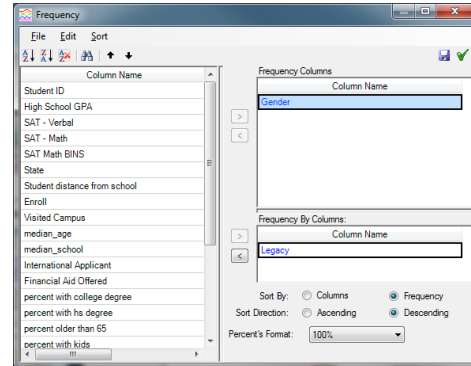 Frequency
File Edit Sort
Column Name
Student ID
High School GPA
SAT - Verbal
SAT - Math
SAT Math BINS
State
Student distance from school
Enroll
Visited Campus
median_age
median_school
International Applicant
Financial Aid Offered
percent with college degree
percent with hs degree
percent older than 65
percent with kids
Frequency Columns
Column Name
Gender
>
<
Frequency By Columns:
Column Name
Legacy
>
<
Sort By: Columns Frequency
Sort Direction: Ascending Descending
Percent's Format: 100%